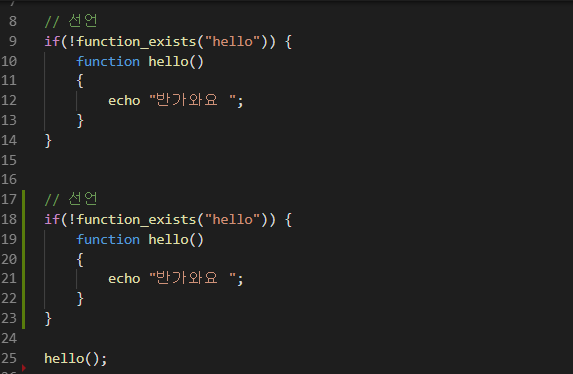 8 // 선언
9 if(!function_exists("hello")) {
10 function hello()
11 {
12 echo "반가와요 ";
13 }
14 }
15
16
17 // 선언
18 if(!function_exists("hello")) {
19 function hello()
20 {
21 echo "반가와요 ";
22 }
23 }
24
25 hello();